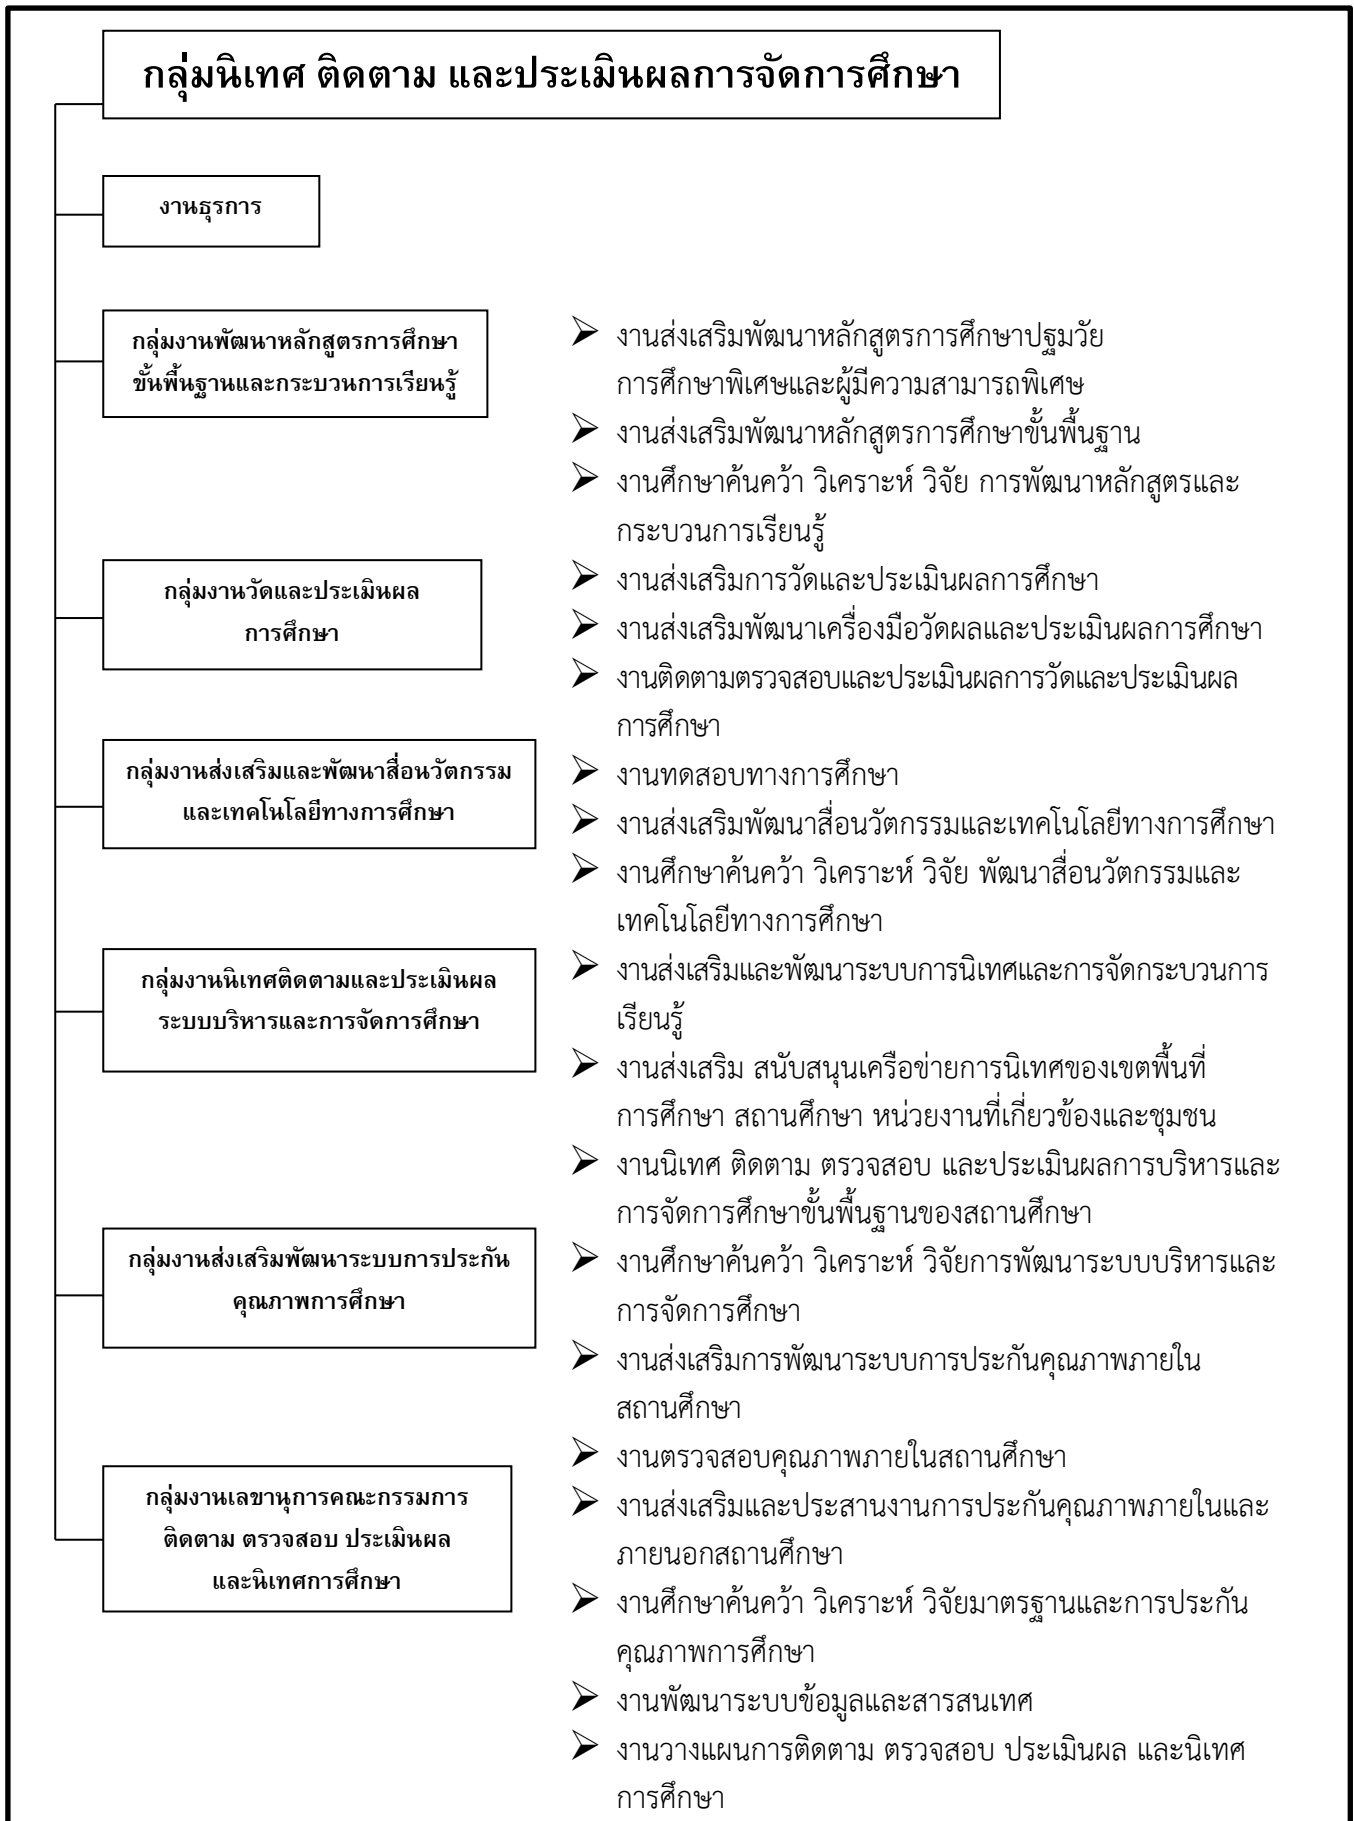 กลุ่มนิเทศ ติดตาม และประเมินผลการจัดการศึกษา
งานธุรการ
กลุ่มงานพัฒนาหลักสูตรการศึกษา
ขั้นพื้นฐานและกระบวนการเรียนรู้
กลุ่มงานวัดและประเมินผล
การศึกษา
กลุ่มงานส่งเสริมและพัฒนาสื่อนวัตกรรม
และเทคโนโลยีทางการศึกษา
กลุ่มงานนิเทศติดตามและประเมินผล
ระบบบริหารและการจัดการศึกษา
กลุ่มงานส่งเสริมพัฒนาระบบการประกัน
คุณภาพการศึกษา
กลุ่มงานเลขานุการคณะกรรมการ
ติดตาม ตรวจสอบ ประเมินผล
และนิเทศการศึกษา
➢ งานส่งเสริมพัฒนาหลักสูตรการศึกษาปฐมวัย
การศึกษาพิเศษและผู้มีความสามารถพิเศษ
➢ งานส่งเสริมพัฒนาหลักสูตรการศึกษาขั้นพื้นฐาน
➢ งานศึกษาค้นคว้า วิเคราะห์ วิจัย การพัฒนาหลักสูตรและ
กระบวนการเรียนรู้
➢ งานส่งเสริมการวัดและประเมินผลการศึกษา
➢ งานส่งเสริมพัฒนาเครื่องมือวัดผลและประเมินผลการศึกษา
➢ งานติดตามตรวจสอบและประเมินผลการวัดและประเมินผล
การศึกษา
➢ งานทดสอบทางการศึกษา
➢ งานส่งเสริมพัฒนาสื่อนวัตกรรมและเทคโนโลยีทางการศึกษา
➢ งานศึกษาค้นคว้า วิเคราะห์ วิจัย พัฒนาสื่อนวัตกรรมและ
เทคโนโลยีทางการศึกษา
➢ งานส่งเสริมและพัฒนาระบบการนิเทศและการจัดกระบวนการ
เรียนรู้
➢ งานส่งเสริม สนับสนุนเครือข่ายการนิเทศของเขตพื้นที่
การศึกษา สถานศึกษา หน่วยงานที่เกี่ยวข้องและชุมชน
➢ งานนิเทศ ติดตาม ตรวจสอบ และประเมินผลการบริหารและ
การจัดการศึกษาขั้นพื้นฐานของสถานศึกษา
➢ งานศึกษาค้นคว้า วิเคราะห์ วิจัยการพัฒนาระบบบริหารและ
การจัดการศึกษา
➢ งานส่งเสริมการพัฒนาระบบการประกันคุณภาพภายใน
สถานศึกษา
➢ งานตรวจสอบคุณภาพภายในสถานศึกษา
➢ งานส่งเสริมและประสานงานการประกันคุณภาพภายในและ
ภายนอกสถานศึกษา
➢ งานศึกษาค้นคว้า วิเคราะห์ วิจัยมาตรฐานและการประกัน
คุณภาพการศึกษา
➢ งานพัฒนาระบบข้อมูลและสารสนเทศ
➢ งานวางแผนการติดตาม ตรวจสอบ ประเมินผล และนิเทศ
การศึกษา